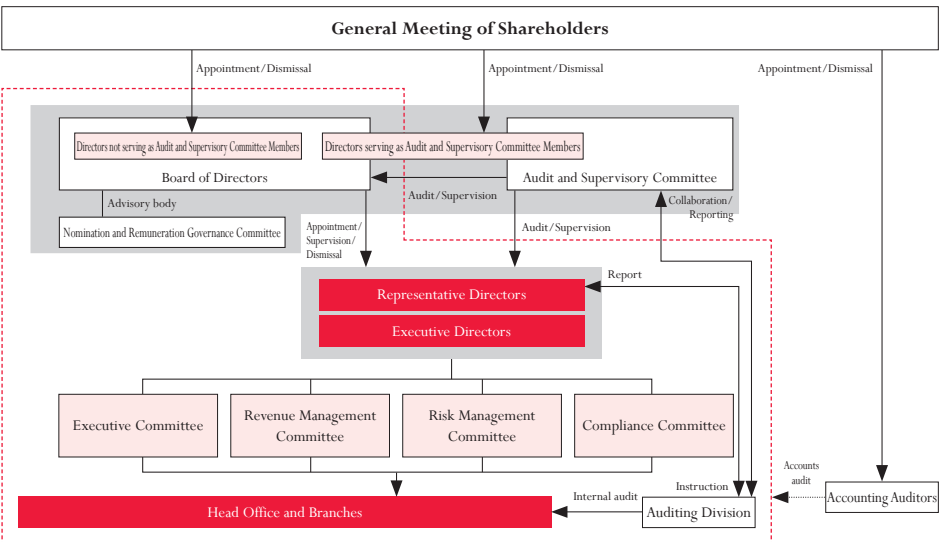 General Meeting of Shareholders
Appointment/Dismissal
Appointment/Dismissal
Appointment/Dismissal
Directors not serving as Audit and Supervisory Committee Members
Directors serving as Audit and Supervisory Committee Members
Board of Directors
Audit and Supervisory Committee
Audit/Supervision
Collaboration/
Reporting
Advisory body
Nomination and Remuneration Governance Committee
Appointment/
Supervision/
Dismissal
Audit/Supervision
Report
Representative Directors
Executive Directors
Executive Committee
Revenue Management
Committee
Risk Management
Committee
Compliance Committee
Accounts
audit
Instruction
Internal audit
Head Office and Branches
Auditing Division
Accounting Auditors